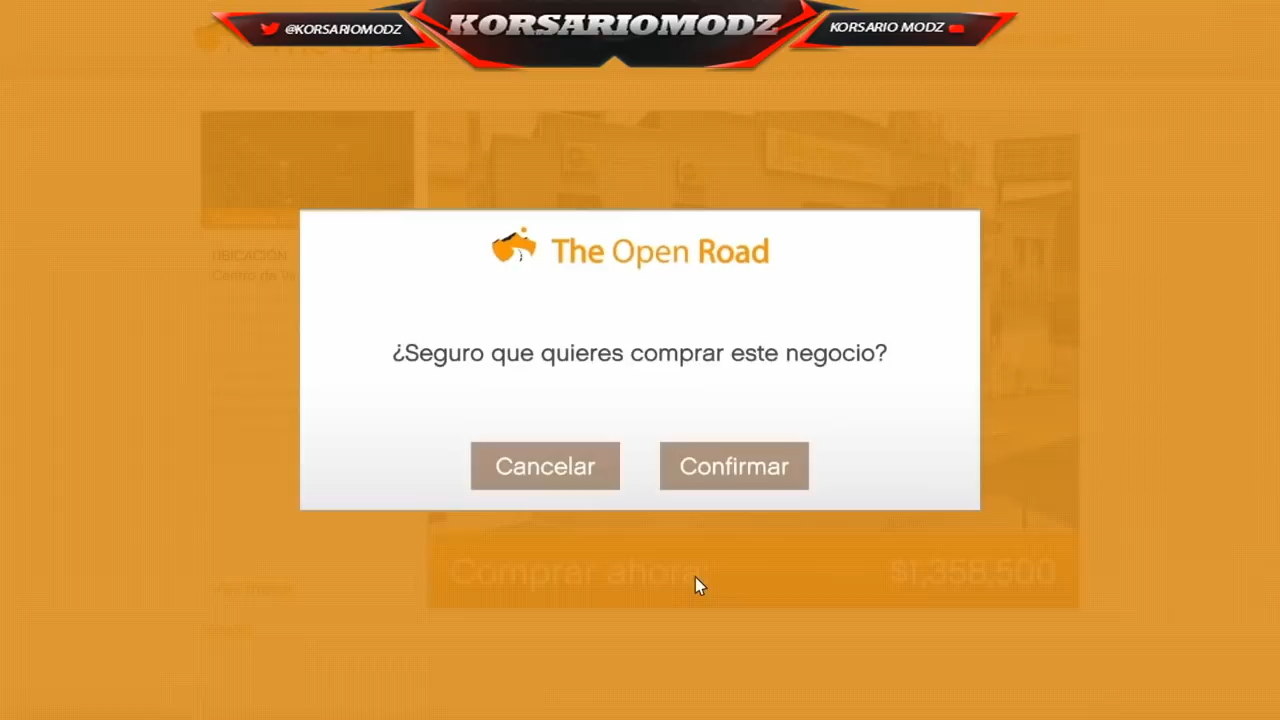 @KORSARIOMODZ
KORSARIOMODZ
KORSARIO MODZ
The Open Road
¿Seguro que quieres comprar este negocio?
Cancelar
Confirmar
UBICACIÓN
Comprar ahora:
$1,358,500